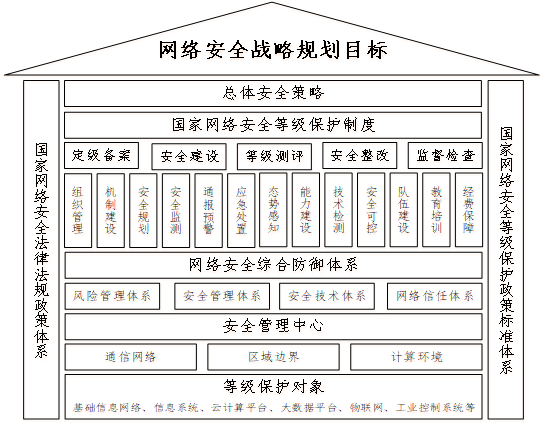 网络安全战略规划目标
总体安全策略
国家网络安全等级保护制度
定级备案 安全建设 等级测评 安全整改 监督检查
组织管理 机制建设 安全规划 安全监测 通报预警 应急处置 态势感知 能力建设 技术检测 安全可控 队伍建设 教育培训 经费保障
网络安全综合防御体系
风险管理体系 安全管理体系 安全技术体系 网络信任体系
安全管理中心
通信网络 区域边界 计算环境
等级保护对象
基础信息网络、信息系统、云计算平台、大数据平台、物联网、工业控制系统等
国家网络安全法律法规政策体系
国家网络安全等级保护政策标准体系